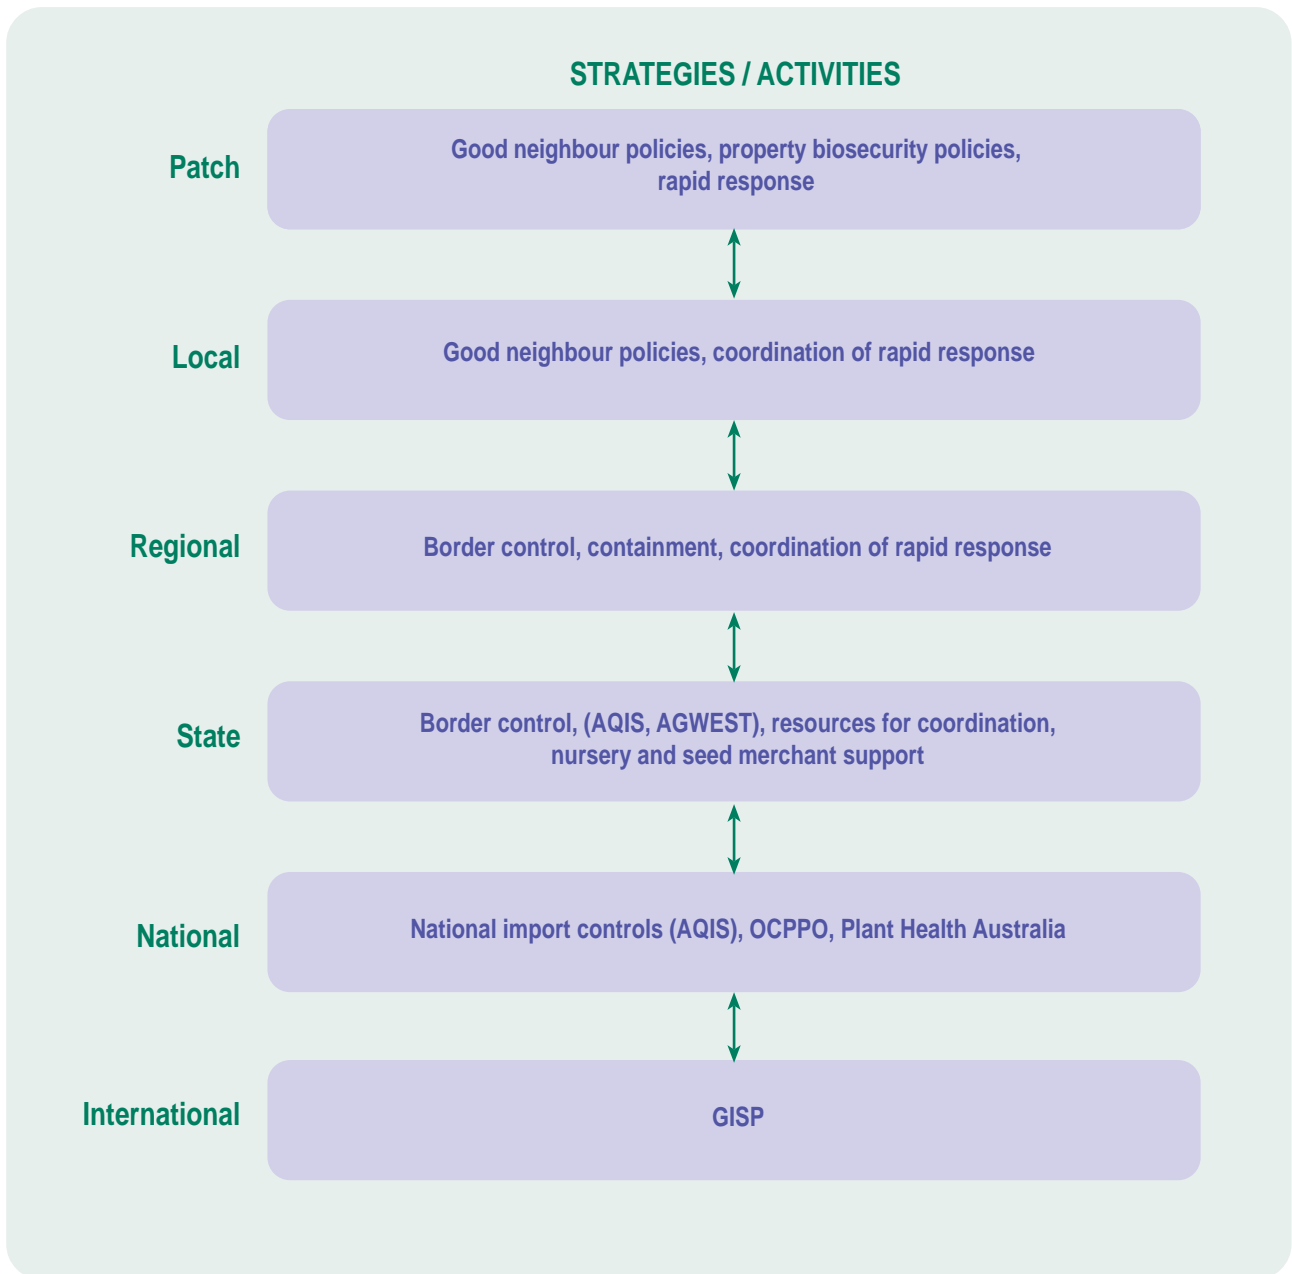 STRATEGIES / ACTIVITIES
Patch
Good neighbour policies, property biosecurity policies,
rapid response
Local
Good neighbour policies, coordination of rapid response
Regional
Border control, containment, coordination of rapid response
State
Border control, (AQIS, AGWEST), resources for coordination,
nursery and seed merchant support
National
National import controls (AQIS), OCPPO, Plant Health Australia
International
GISP